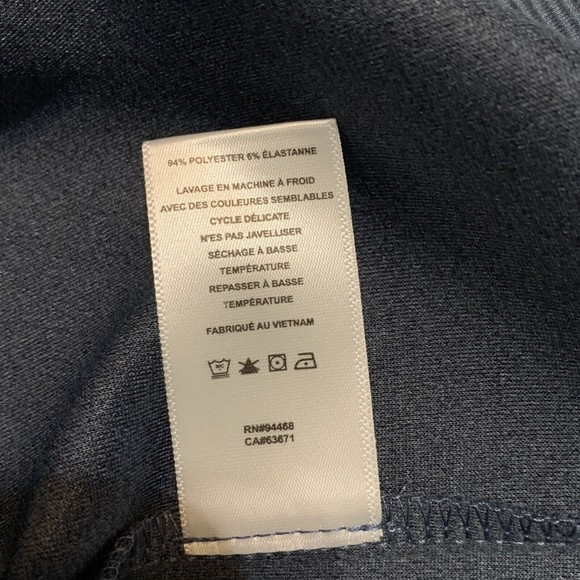 94% POLYESTER 6% ÉLASTANNE
LAVAGE EN MACHINE À FROID
AVEC DES COULEURES SEMBLABLES
CYCLE DÉLICATE
N'ES PAS JAVELLISER
SÉCHAGE À BASSE
TEMPÉRATURE
REPASSER À BASSE
TEMPÉRATURE
FABRIQUÉ AU VIETNAM
RN#94468
CA#63671